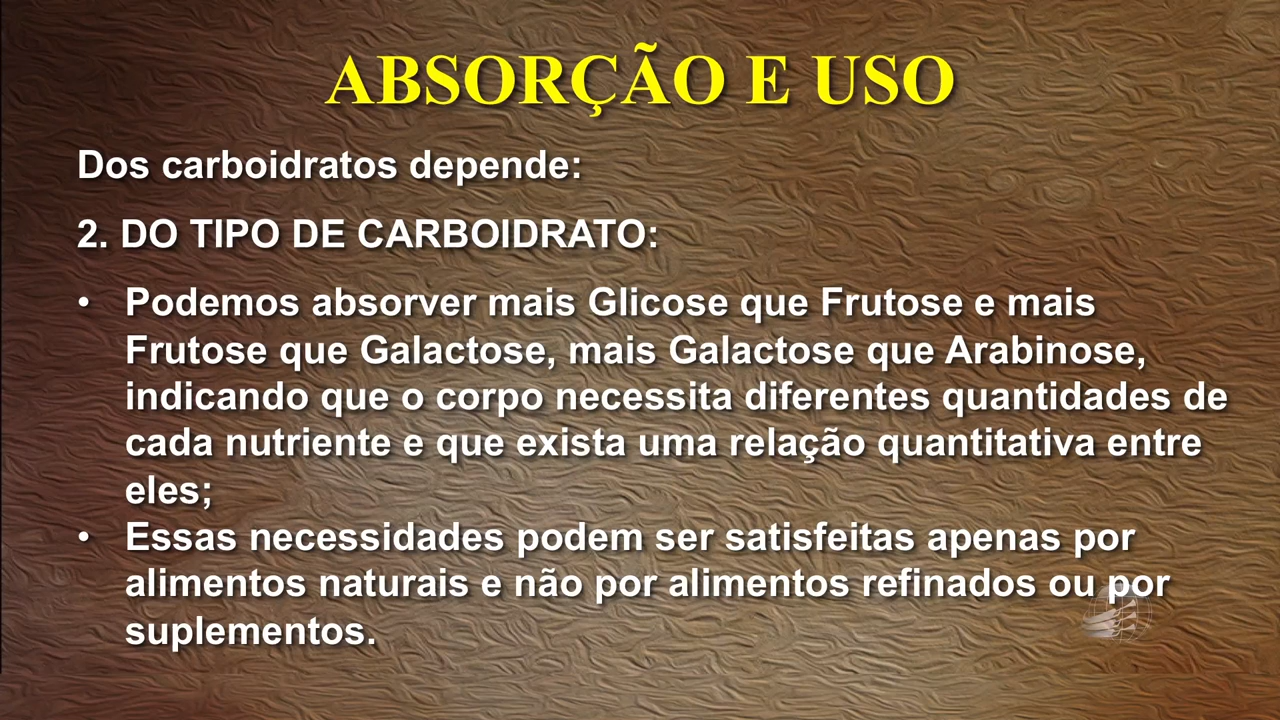 ABSORÇÃO E USO
Dos carboidratos depende:
2. DO TIPO DE CARBOIDRATO:
• Podemos absorver mais Glicose que Frutose e mais
Frutose que Galactose, mais Galactose que Arabinose,
indicando que o corpo necessita diferentes quantidades de
cada nutriente e que exista uma relação quantitativa entre
eles;
• Essas necessidades podem ser satisfeitas apenas por
alimentos naturais e não por alimentos refinados ou por
suplementos.